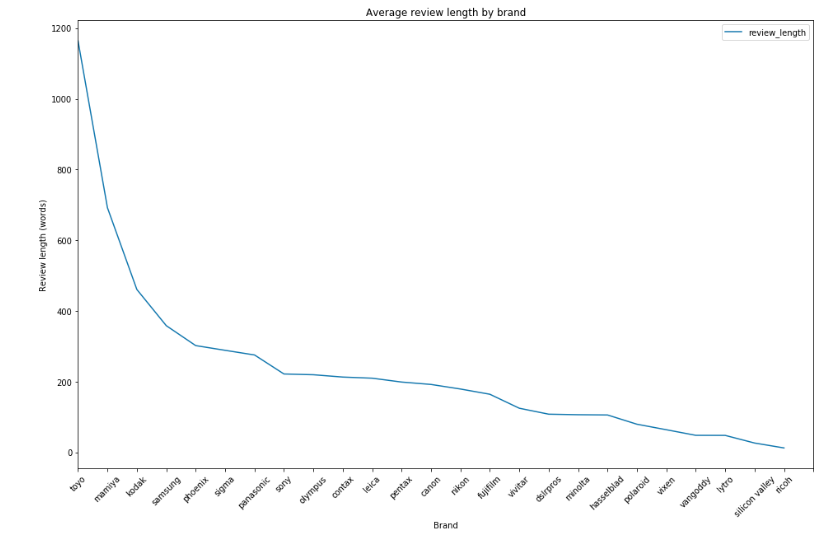 Average review length by brand
review_length
1200
1000
800
600
400
200
0
Review length (words)
toyo
mamiya
kodak
samsung
phoenix
sigma
panasonic
sony
olympus
contax
leica
pentax
canon
nikon
fujifilm
vivitar
dslrpros
minolta
hasselblad
polaroid
vixen
vangoddy
lytro
silicon valley
ricoh
Brand